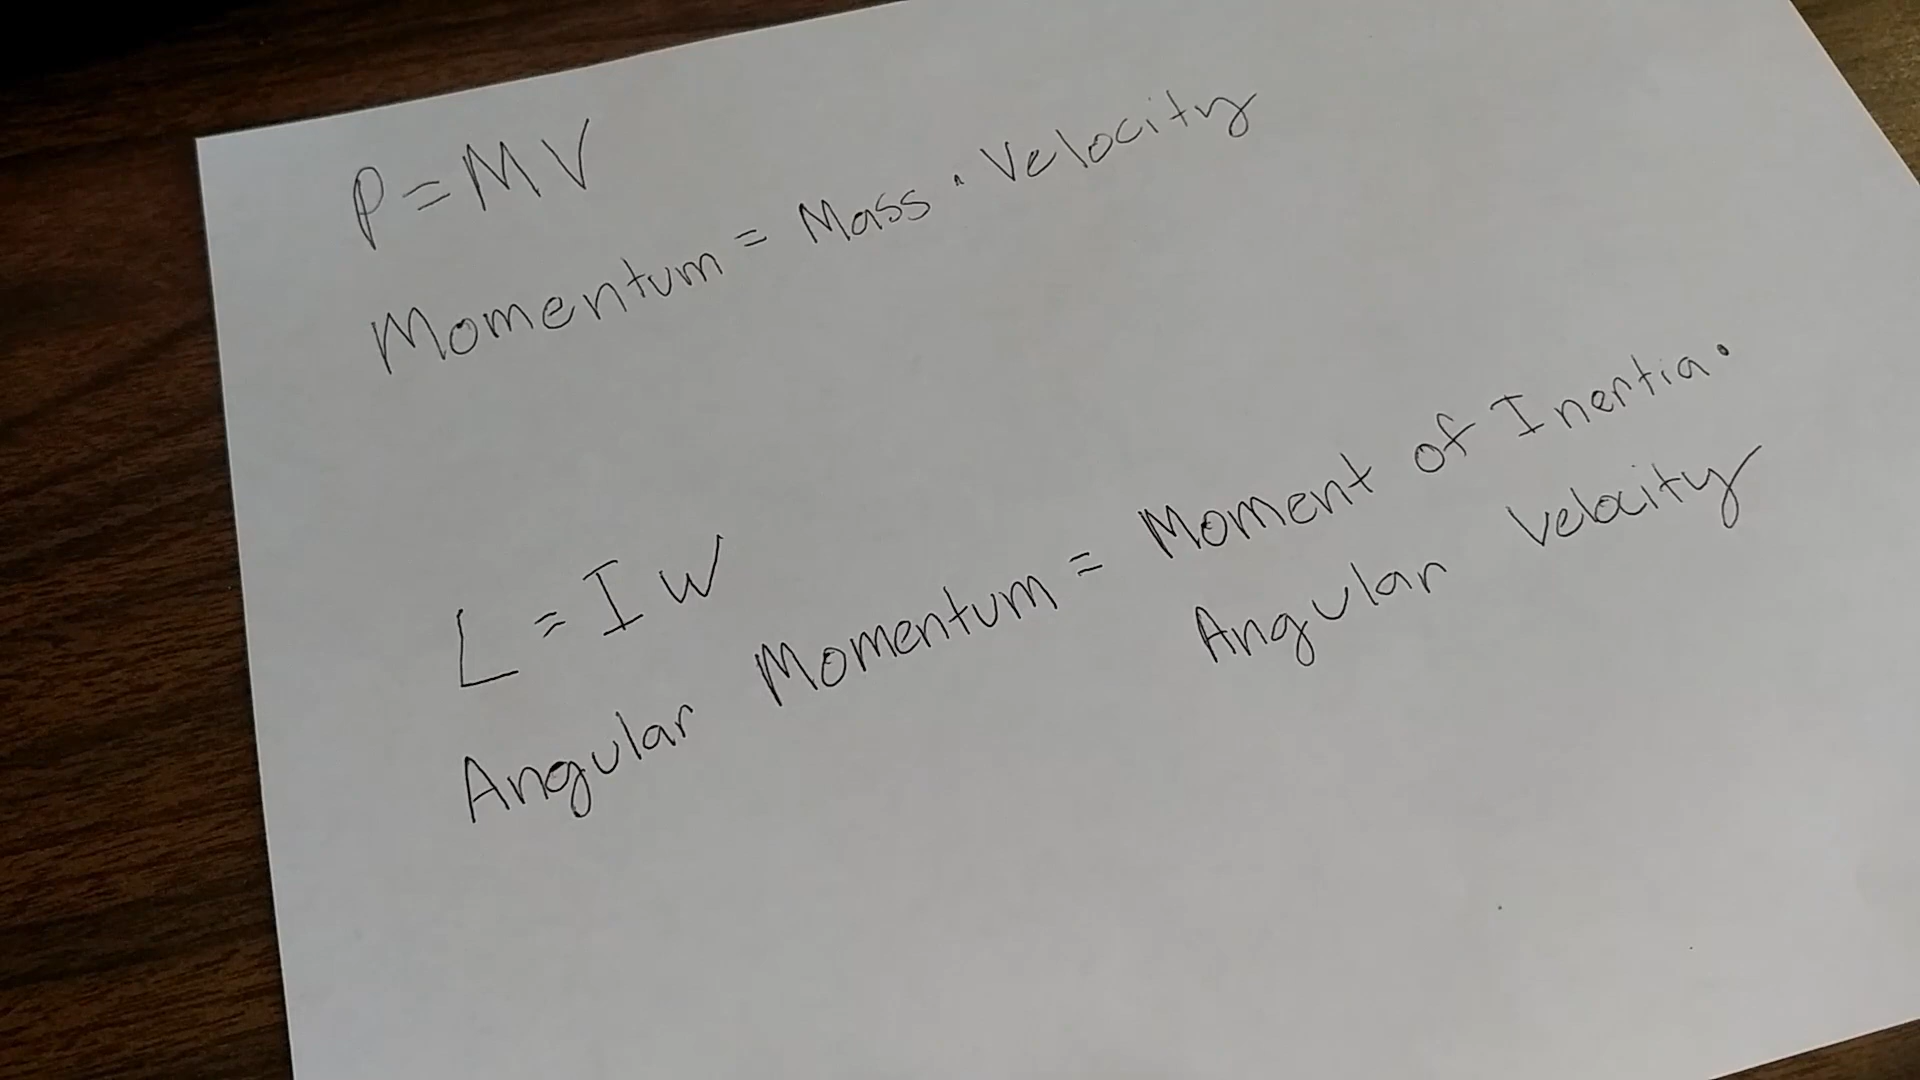 P = MV
Momentum = Mass · Velocity
L = I W
Angular Momentum = Moment of Inertia ·
Angular Velocity